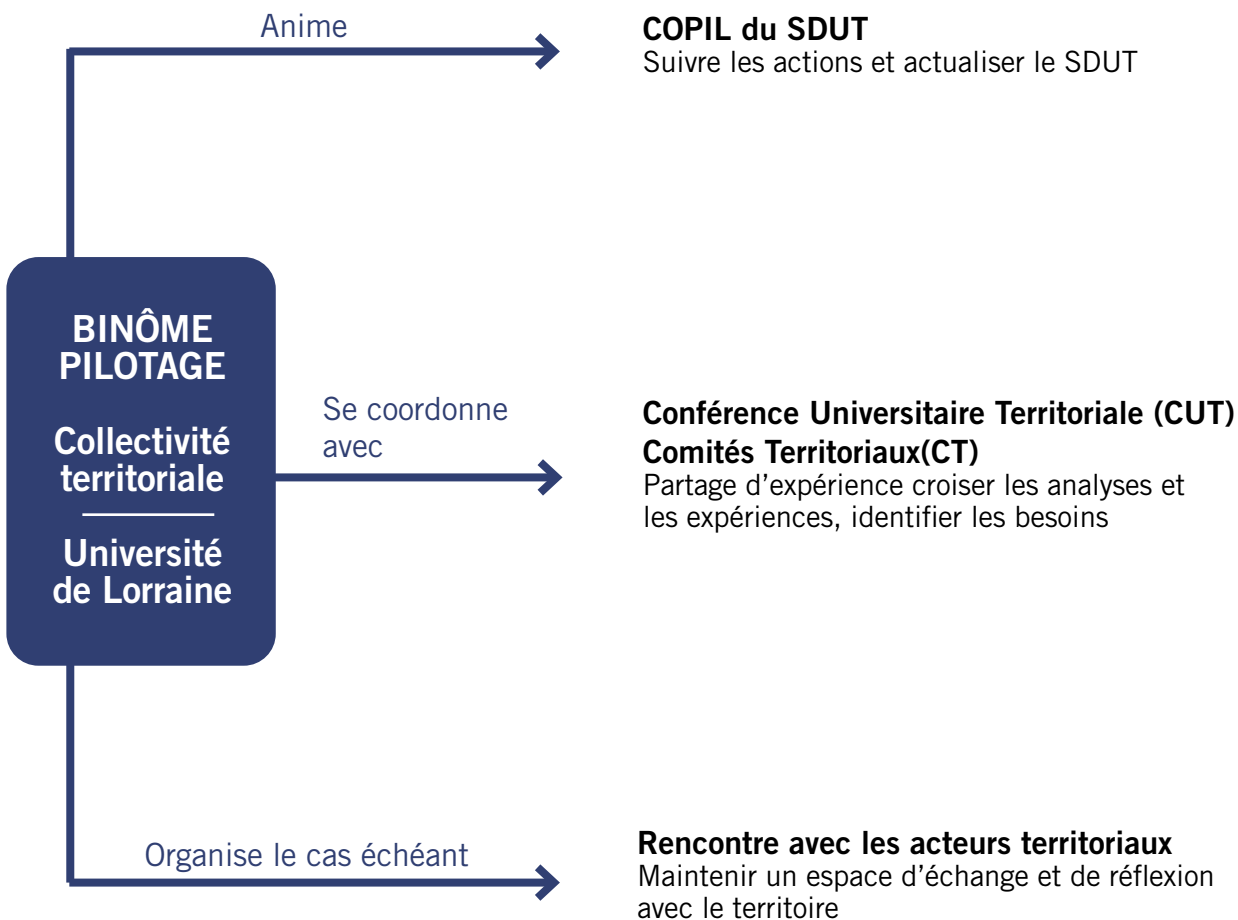 Anime
COPIL du SDUT
Suivre les actions et actualiser le SDUT
BINÔME
PILOTAGE
Collectivité
territoriale
Université
de Lorraine
Se coordonne
avec
Conférence Universitaire Territoriale (CUT)
Comités Territoriaux(CT)
Partage d’expérience croiser les analyses et
les expériences, identifier les besoins
Organise le cas échéant
Rencontre avec les acteurs territoriaux
Maintenir un espace d’échange et de réflexion
avec le territoire